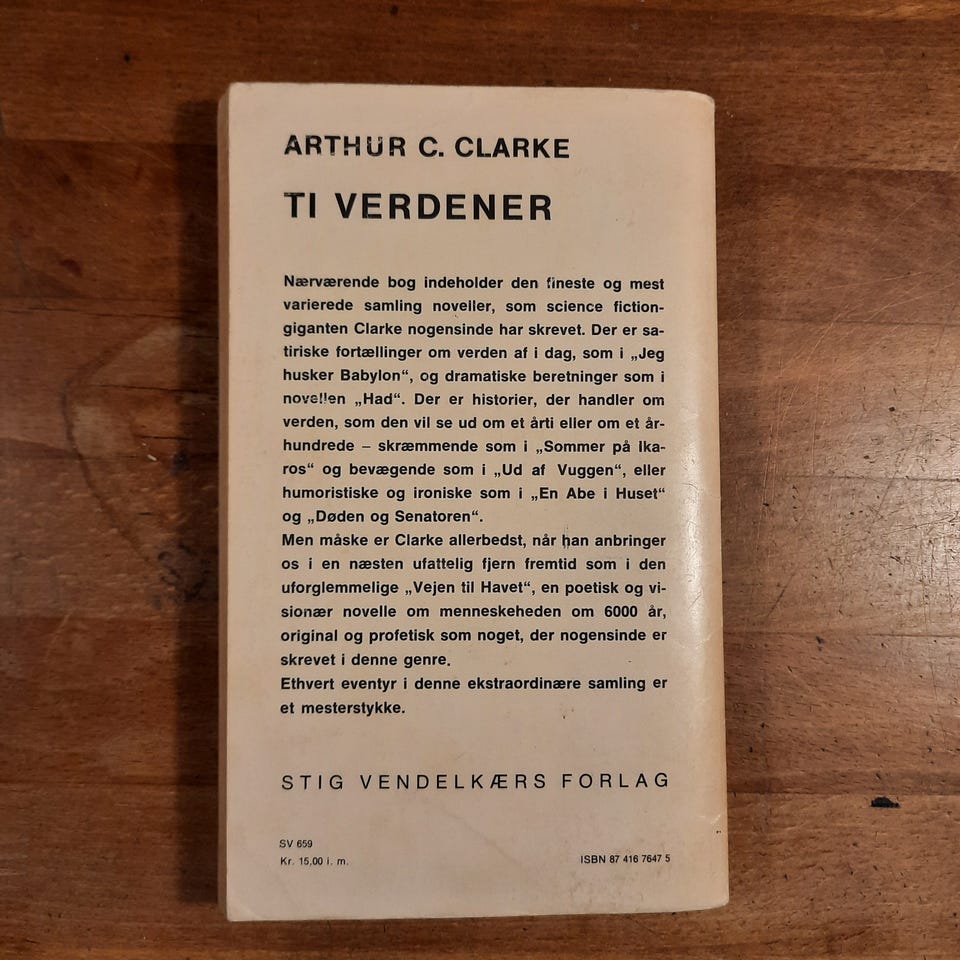 ARTHUR C. CLARKE
TI VERDENER
Nærværende bog indeholder den fineste og mest
varierede samling noveller, som science fiction-
giganten Clarke nogensinde har skrevet. Der er sa-
tiriske fortællinger om verden af i dag, som i „Jeg
husker Babylon“, og dramatiske beretninger som i
novellen „Had“. Der er historier, der handler om
verden, som den vil se ud om et årti eller om et år-
hundrede – skræmmende som i „Sommer på Ika-
ros“ og bevægende som i „Ud af Vuggen“, eller
humoristiske og ironiske som i „En Abe i Huset“
og „Døden og Senatoren“.
Men måske er Clarke allerbedst, når han anbringer
os i en næsten ufattelig fjern fremtid som i den
uforglemmelige „Vejen til Havet“, en poetisk og vi-
sionær novelle om menneskeheden om 6000 år,
original og profetisk som noget, der nogensinde er
skrevet i denne genre.
Ethvert eventyr i denne ekstraordinære samling er
et mesterstykke.
STIG VENDELKÆRS FORLAG
SV 659
Kr. 15,00 i. m.
ISBN 87 416 7647 5